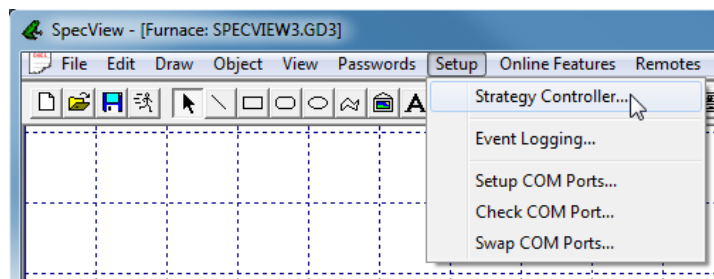 SpecView - [Furnace: SPECVIEW3.GD3]
File Edit Draw Object View Passwords Setup Online Features Remotes
A
Strategy Controller...
Event Logging...
Setup COM Ports...
Check COM Port...
Swap COM Ports...